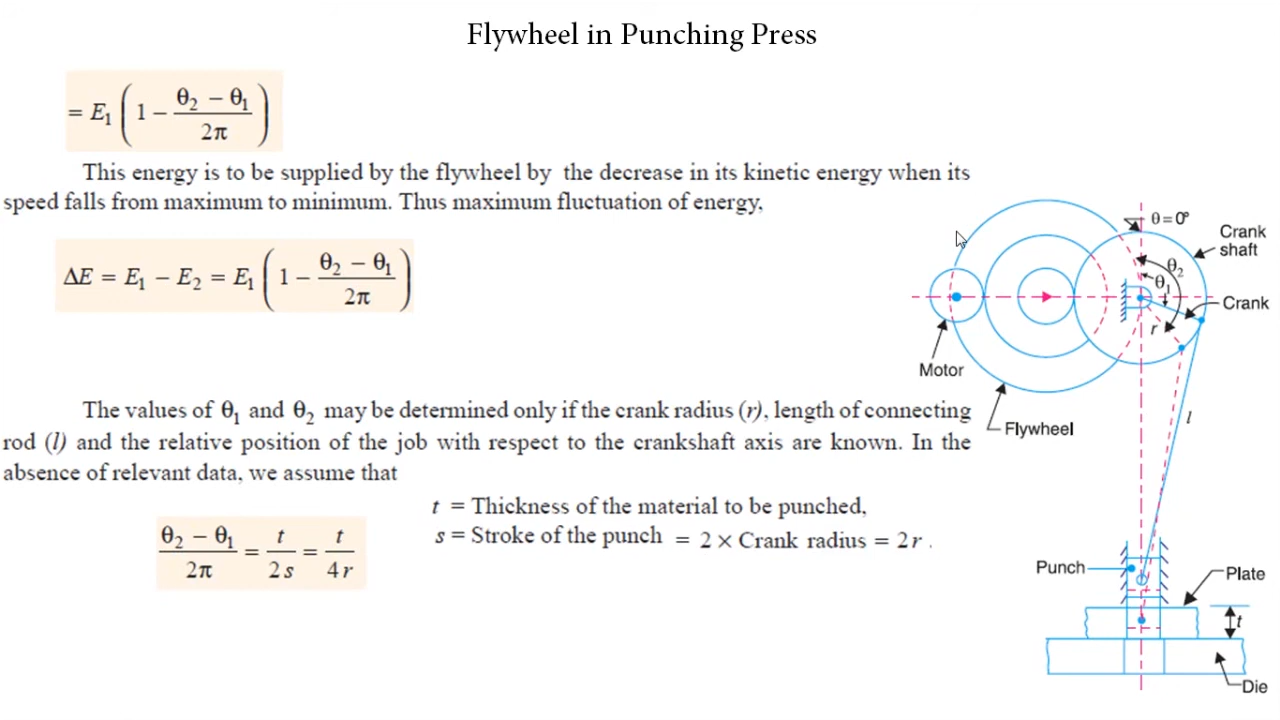 Flywheel in Punching Press
= E₁ ( 1 − (θ₂ − θ₁) / 2π )
This energy is to be supplied by the flywheel by the decrease in its kinetic energy when its
speed falls from maximum to minimum. Thus maximum fluctuation of energy,
ΔE = E₁ − E₂ = E₁ ( 1 − (θ₂ − θ₁) / 2π )
The values of θ₁ and θ₂ may be determined only if the crank radius (r), length of connecting
rod (l) and the relative position of the job with respect to the crankshaft axis are known. In the
absence of relevant data, we assume that
t = Thickness of the material to be punched,
s = Stroke of the punch = 2 × Crank radius = 2r .
(θ₂ − θ₁) / 2π = t / 2s = t / 4r
θ = 0°
Crank
shaft
θ₂
θ₁
Crank
r
Motor
Flywheel
l
Punch
Plate
t
Die